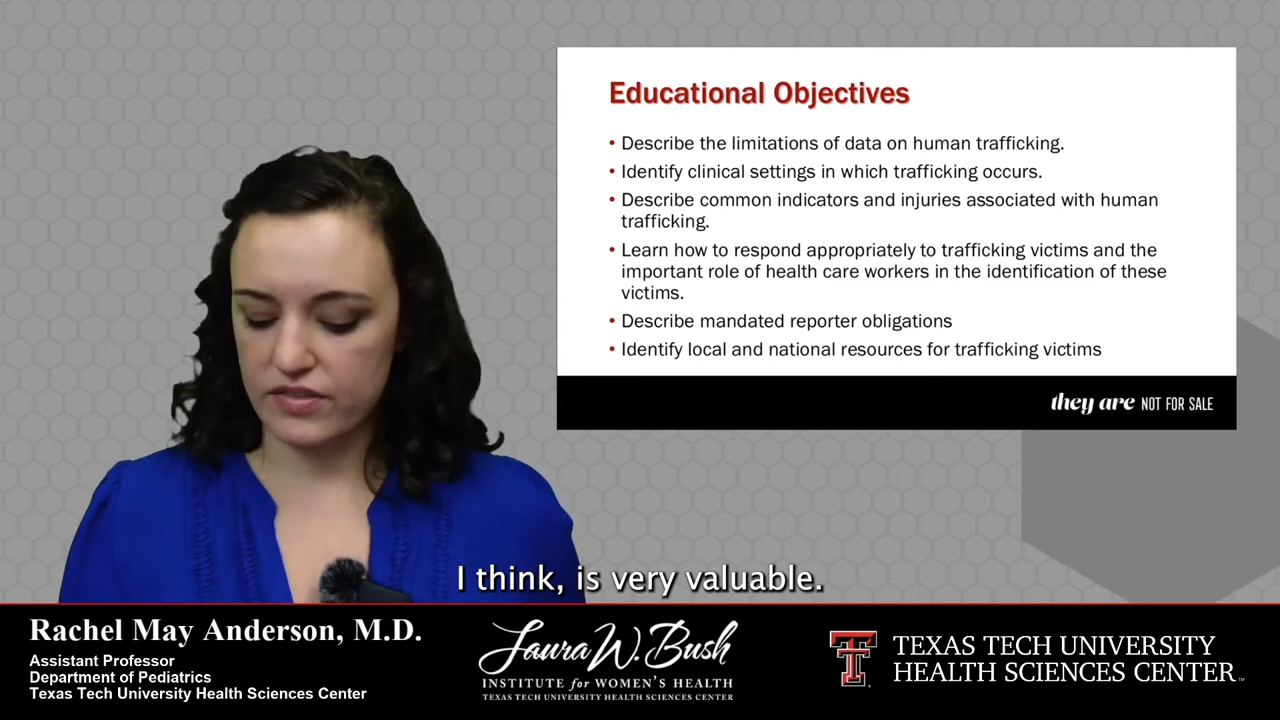 Educational Objectives
• Describe the limitations of data on human trafficking.
• Identify clinical settings in which trafficking occurs.
• Describe common indicators and injuries associated with human
trafficking.
• Learn how to respond appropriately to trafficking victims and the
important role of health care workers in the identification of these
victims.
• Describe mandated reporter obligations
• Identify local and national resources for trafficking victims
they are NOT FOR SALE
I think, is very valuable.
Rachel May Anderson, M.D.
Assistant Professor
Department of Pediatrics
Texas Tech University Health Sciences Center
Laura W. Bush
INSTITUTE for WOMEN'S HEALTH
TEXAS TECH UNIVERSITY HEALTH SCIENCES CENTER
TEXAS TECH UNIVERSITY
HEALTH SCIENCES CENTER™